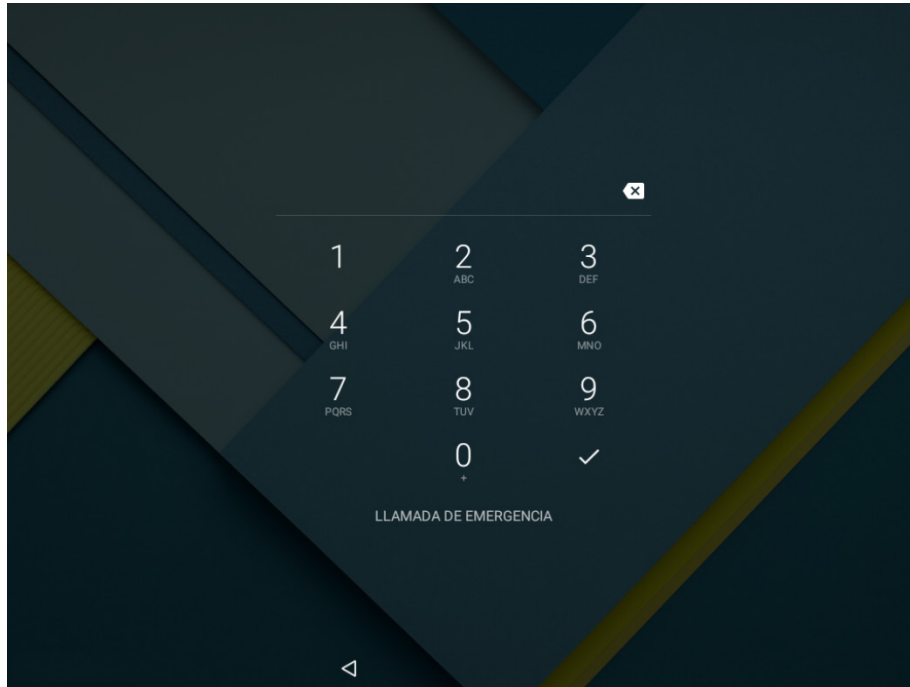 1 2 3
ABC DEF
4 5 6
GHI JKL MNO
7 8 9
PQRS TUV WXYZ
0
+
LLAMADA DE EMERGENCIA